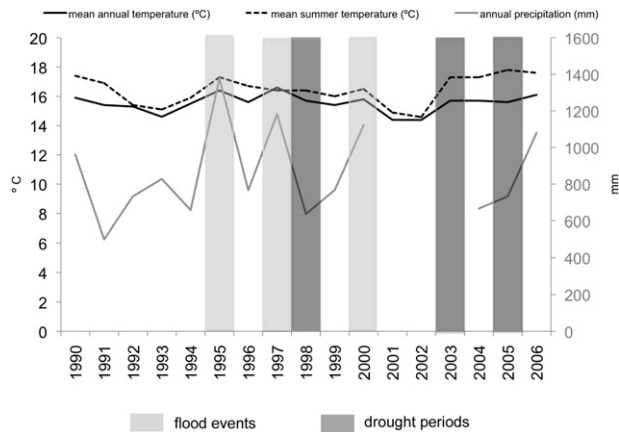 mean annual temperature (ºC) mean summer temperature (ºC) annual precipitation (mm)
20 1600
18 1400
16 1200
14
12 1000
10 800
8 600
6
4 400
2 200
0 0
º C
mm
1990 1991 1992 1993 1994 1995 1996 1997 1998 1999 2000 2001 2002 2003 2004 2005 2006
flood events drought periods